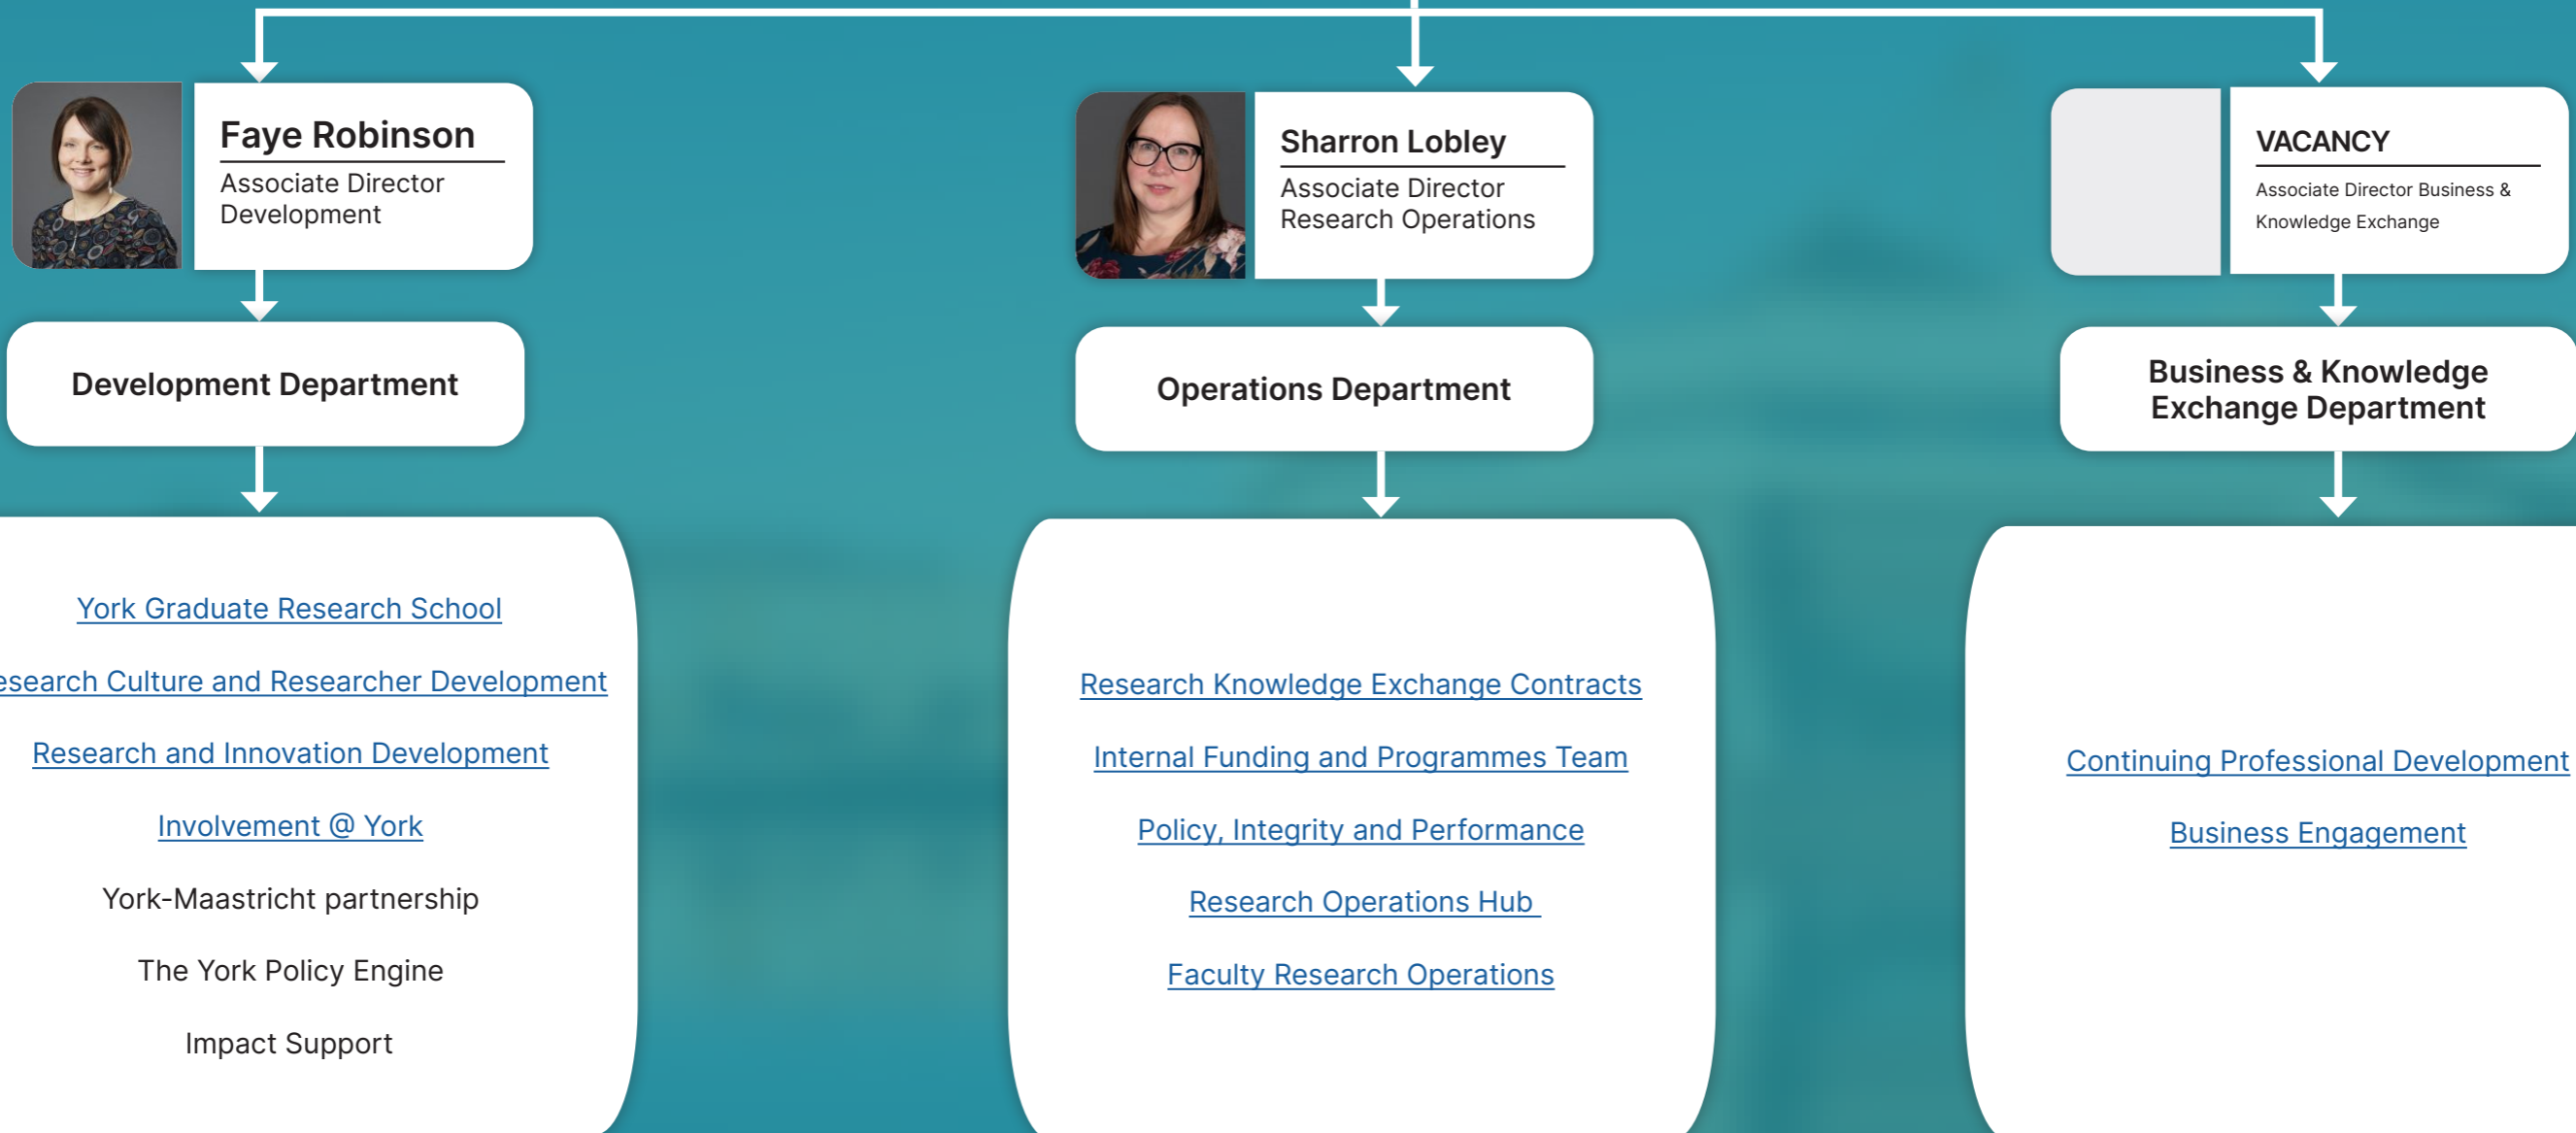 Faye Robinson
Associate Director
Development
Development Department
York Graduate Research School
Culture and Researcher Development
Research and Innovation Development
Involvement @ York
York-Maastricht partnership
The York Policy Engine
Impact Support
Sharron Lobley
Associate Director
Research Operations
Operations Department
Research Knowledge Exchange Contracts
Internal Funding and Programmes Team
Policy, Integrity and Performance
Research Operations Hub
Faculty Research Operations
VACANCY
Associate Director Business &
Knowledge Exchange
Business & Knowledge
Exchange Department
Continuing Professional Development
Business Engagement